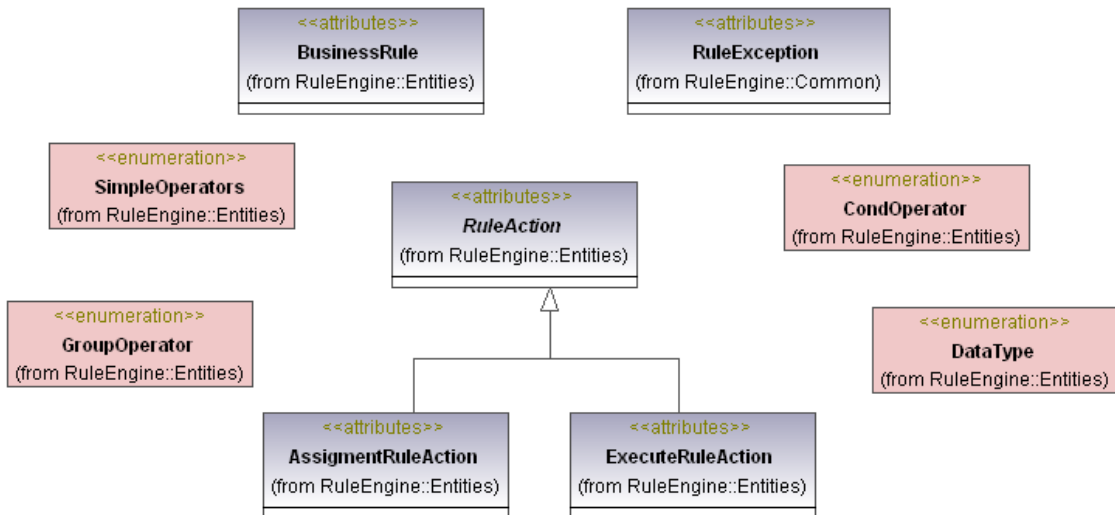 <<attributes>>
BusinessRule
(from RuleEngine::Entities)
<<attributes>>
RuleException
(from RuleEngine::Common)
<<enumeration>>
SimpleOperators
(from RuleEngine::Entities)
<<attributes>>
RuleAction
(from RuleEngine::Entities)
<<enumeration>>
CondOperator
(from RuleEngine::Entities)
<<enumeration>>
GroupOperator
(from RuleEngine::Entities)
<<enumeration>>
DataType
(from RuleEngine::Entities)
<<attributes>>
AssigmentRuleAction
(from RuleEngine::Entities)
<<attributes>>
ExecuteRuleAction
(from RuleEngine::Entities)